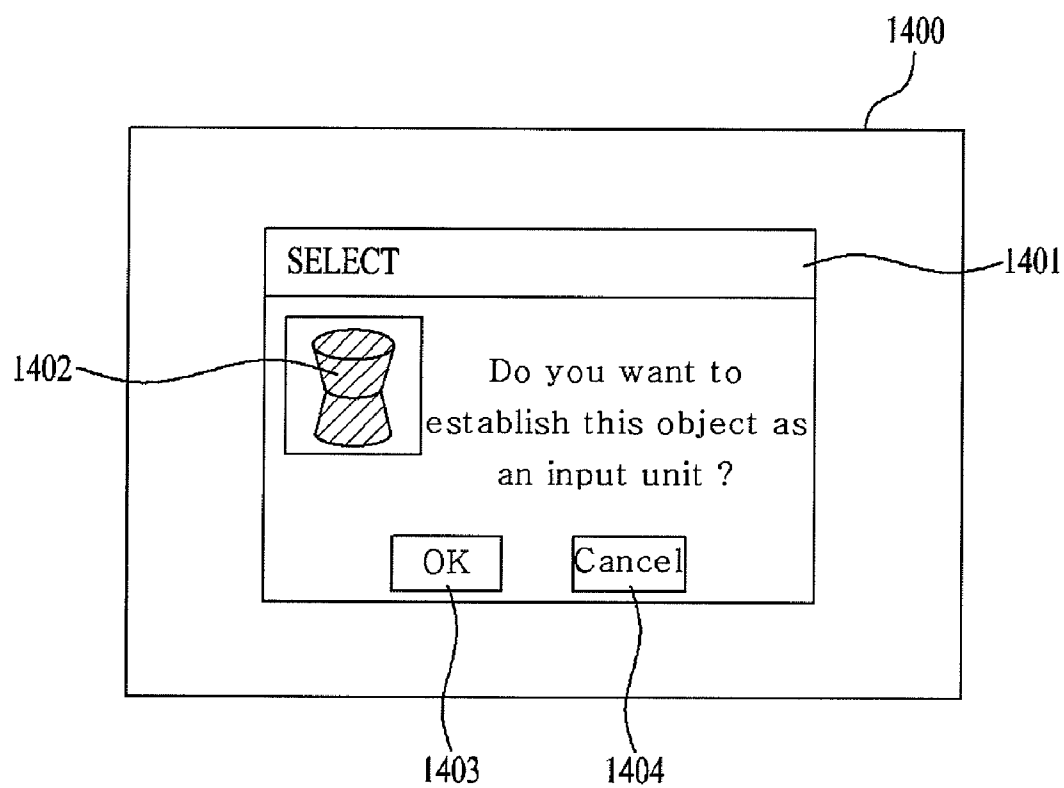 1400
SELECT
1401
1402
Do you want to
establish this object as
an input unit ?
OK
Cancel
1403
1404